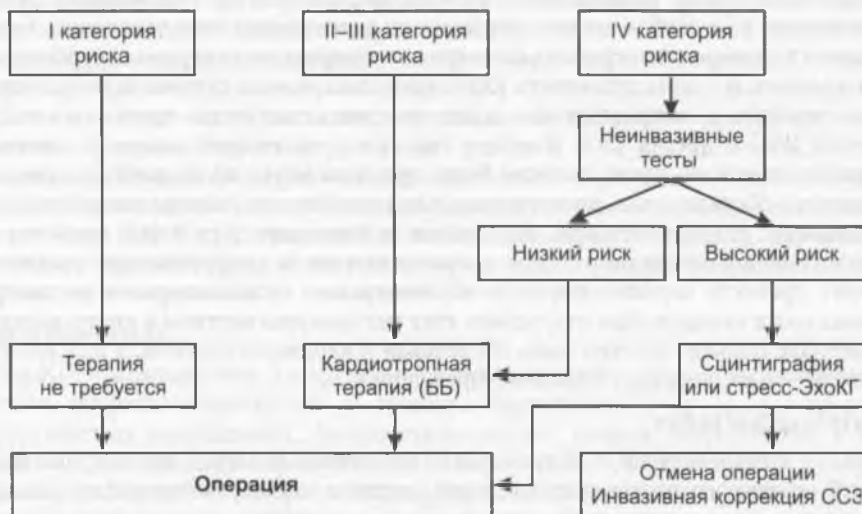 I категория
риска
II–III категория
риска
IV категория
риска
Неинвазивные
тесты
Низкий риск
Высокий риск
Терапия
не требуется
Кардиотропная
терапия (ББ)
Сцинтиграфия
или стресс-ЭхоКГ
Операция
Отмена операции
Инвазивная коррекция ССЗ